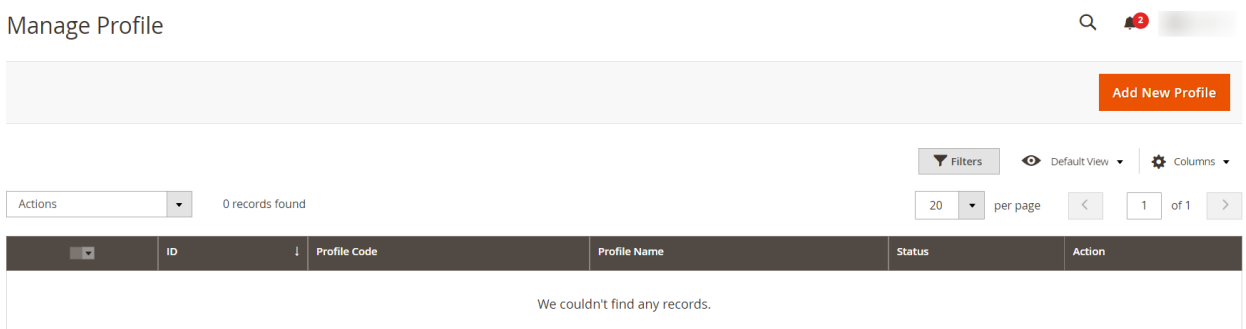 Manage Profile
2
Add New Profile
Filters
Default View
Columns
Actions
0 records found
20
per page
1
of 1
ID
Profile Code
Profile Name
Status
Action
We couldn't find any records.